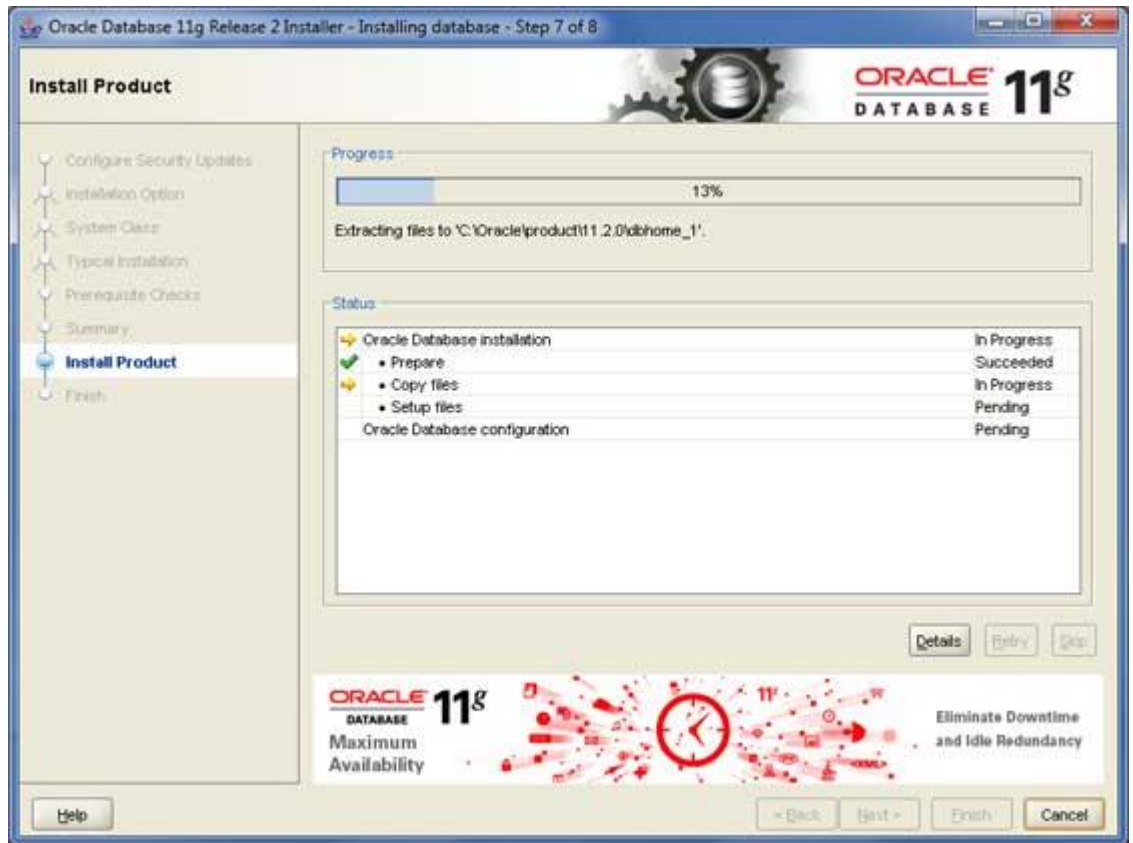 Oracle Database 11g Release 2 Installer - Installing database - Step 7 of 8
Install Product
ORACLE 11g
DATABASE
Configure Security Updates
Installation Option
System Class
Typical Installation
Prerequisite Checks
Summary
Install Product
Finish
Progress
13%
Extracting files to 'C:\Oracle\product\11.2.0\dbhome_1'.
Status
Oracle Database installation In Progress
• Prepare Succeeded
• Copy files In Progress
• Setup files Pending
Oracle Database configuration Pending
Details Retry Skip
ORACLE 11g
DATABASE
Maximum
Availability
11g
<XML>
Eliminate Downtime
and Idle Redundancy
Help < Back Next > Finish Cancel